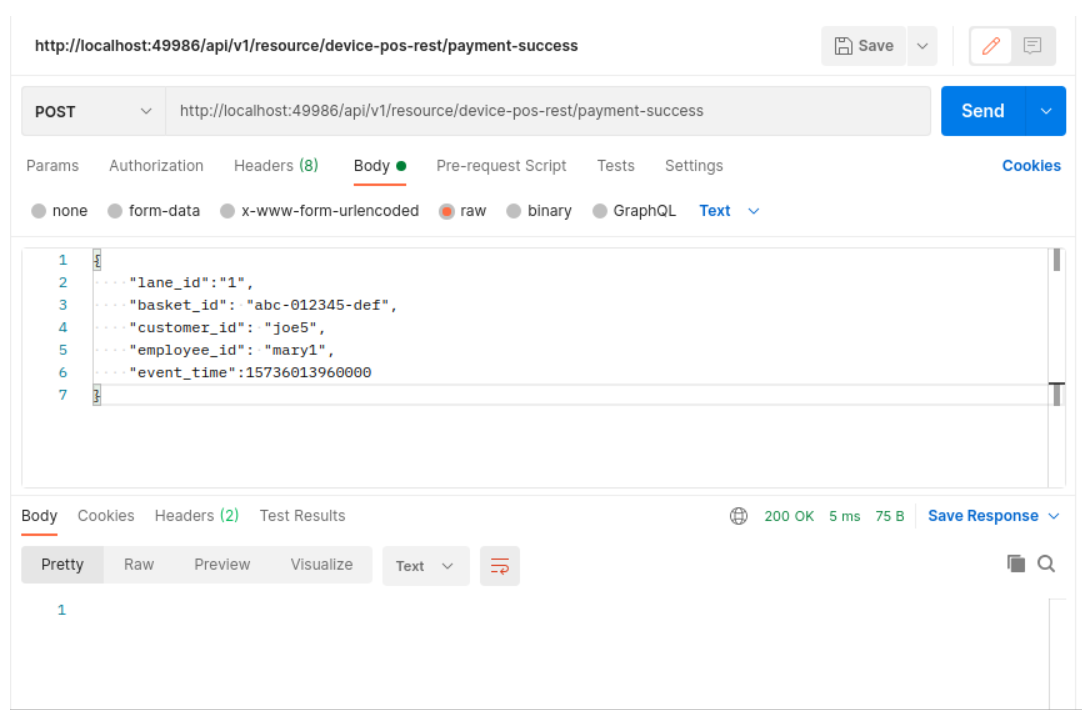 http://localhost:49986/api/v1/resource/device-pos-rest/payment-success Save
POST http://localhost:49986/api/v1/resource/device-pos-rest/payment-success Send
Params Authorization Headers (8) Body Pre-request Script Tests Settings Cookies
none form-data x-www-form-urlencoded raw binary GraphQL Text
1 {
2 "lane_id":"1",
3 "basket_id": "abc-012345-def",
4 "customer_id": "joe5",
5 "employee_id": "mary1",
6 "event_time":15736013960000
7 }
Body Cookies Headers (2) Test Results 200 OK 5 ms 75 B Save Response
Pretty Raw Preview Visualize Text
1